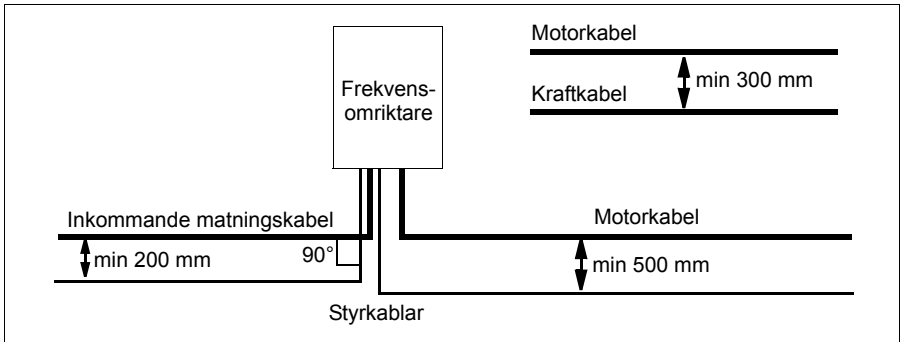 Motorkabel
min 300 mm
Kraftkabel
Frekvens-
omriktare
Inkommande matningskabel
Motorkabel
min 200 mm
90°
min 500 mm
Styrkablar